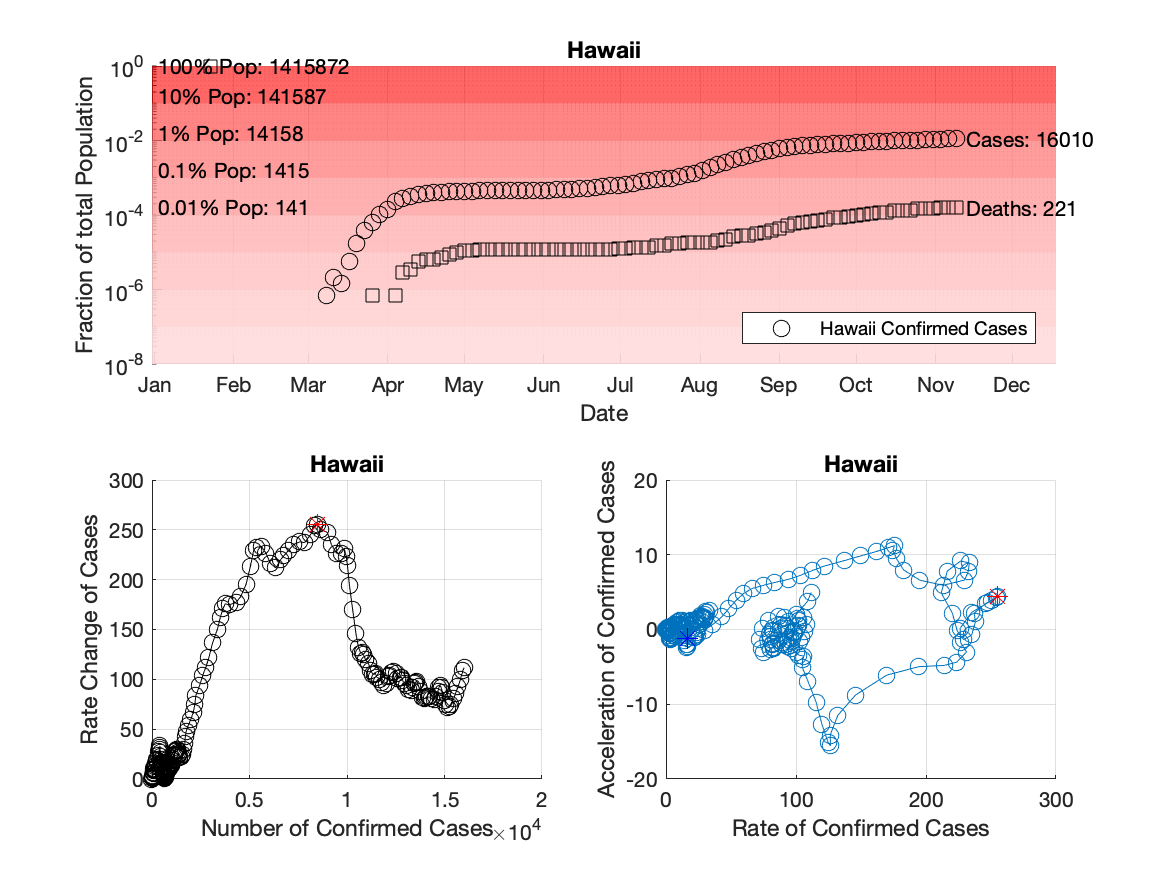 Hawaii
Fraction of total Population
10^0
10^-2
10^-4
10^-6
10^-8
100% Pop: 1415872
10% Pop: 141587
1% Pop: 14158
0.1% Pop: 1415
0.01% Pop: 141
Cases: 16010
Deaths: 221
Hawaii Confirmed Cases
Jan Feb Mar Apr May Jun Jul Aug Sep Oct Nov Dec
Date
Hawaii
Rate Change of Cases
300
250
200
150
100
50
0
0 0.5 1 1.5 2
Number of Confirmed Cases
×10^4
Hawaii
Acceleration of Confirmed Cases
20
10
0
-10
-20
0 100 200 300
Rate of Confirmed Cases